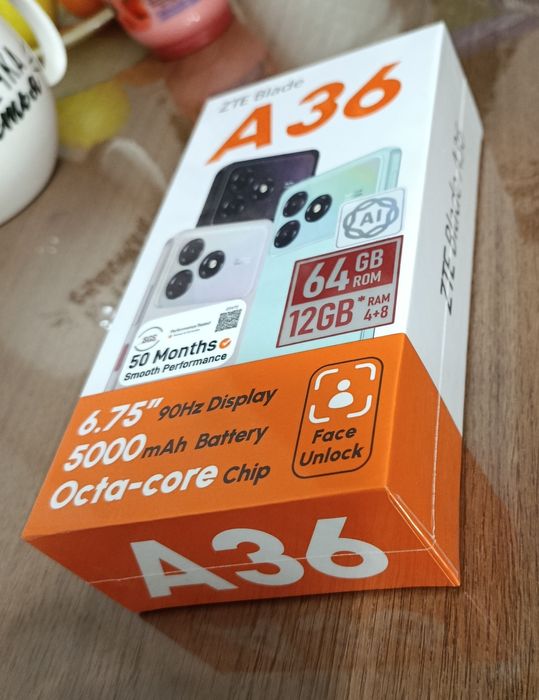 ZTE Blade
A36
AI
64 GB
ROM
12GB* RAM
4+8
50 Months
Smooth Performance
6.75" 90Hz Display
5000mAh Battery
Octa-core Chip
Face
Unlock
A36
ZTE Blade A36